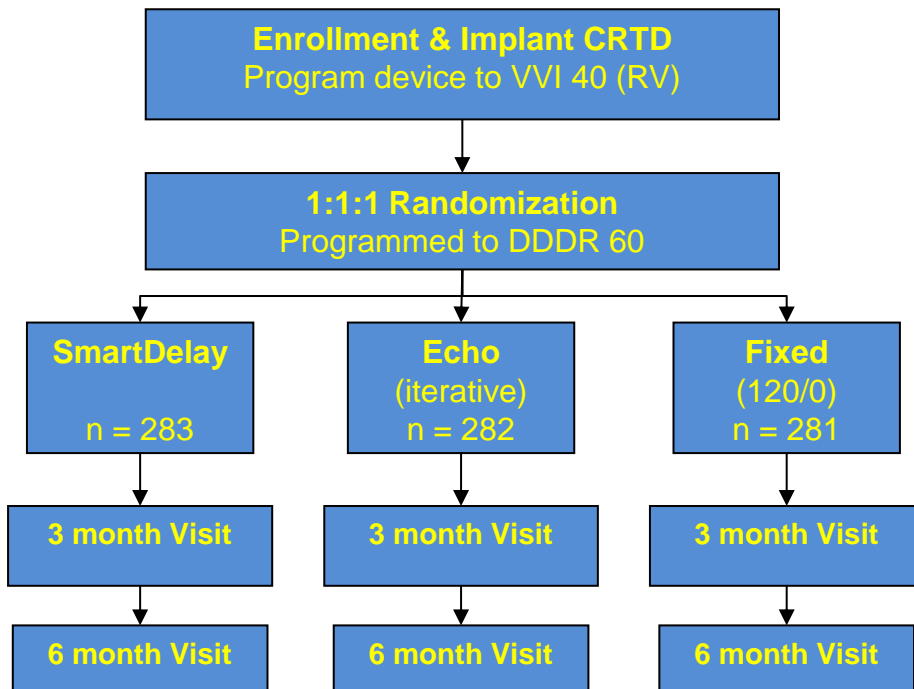 Enrollment & Implant CRTD
Program device to VVI 40 (RV)
1:1:1 Randomization
Programmed to DDDR 60
SmartDelay
n = 283
Echo
(iterative)
n = 282
Fixed
(120/0)
n = 281
3 month Visit
3 month Visit
3 month Visit
6 month Visit
6 month Visit
6 month Visit